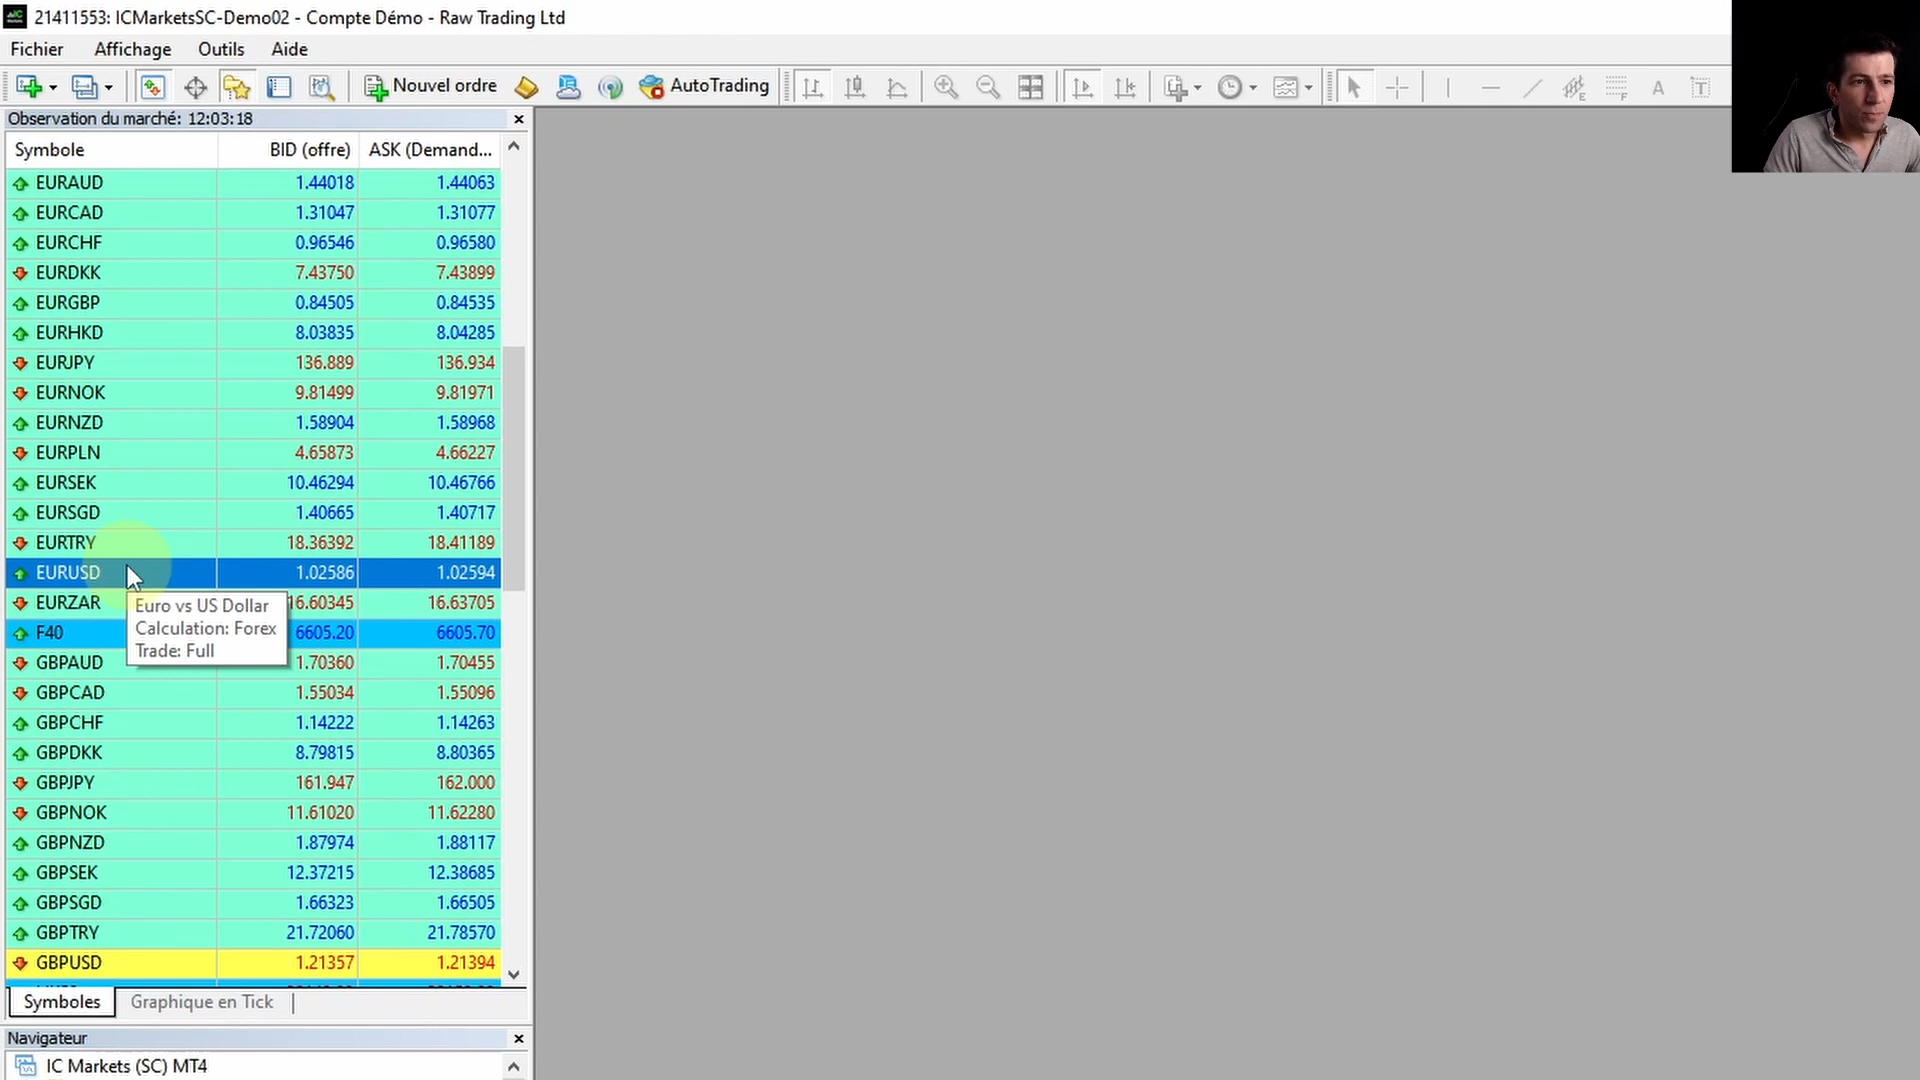 21411553: ICMarketsSC-Demo02 - Compte Démo - Raw Trading Ltd
Fichier Affichage Outils Aide
Nouvel ordre AutoTrading
Observation du marché: 12:03:18
Symbole BID (offre) ASK (Demand...
EURAUD 1.44018 1.44063
EURCAD 1.31047 1.31077
EURCHF 0.96546 0.96580
EURDKK 7.43750 7.43899
EURGBP 0.84505 0.84535
EURHKD 8.03835 8.04285
EURJPY 136.889 136.934
EURNOK 9.81499 9.81971
EURNZD 1.58904 1.58968
EURPLN 4.65873 4.66227
EURSEK 10.46294 10.46766
EURSGD 1.40665 1.40717
EURTRY 18.36392 18.41189
EURUSD 1.02586 1.02594
EURZAR 16.60345 16.63705
Euro vs US Dollar
Calculation: Forex
Trade: Full
F40 6605.20 6605.70
GBPAUD 1.70360 1.70455
GBPCAD 1.55034 1.55096
GBPCHF 1.14222 1.14263
GBPDKK 8.79815 8.80365
GBPJPY 161.947 162.000
GBPNOK 11.61020 11.62280
GBPNZD 1.87974 1.88117
GBPSEK 12.37215 12.38685
GBPSGD 1.66323 1.66505
GBPTRY 21.72060 21.78570
GBPUSD 1.21357 1.21394
Symboles Graphique en Tick
Navigateur
IC Markets (SC) MT4